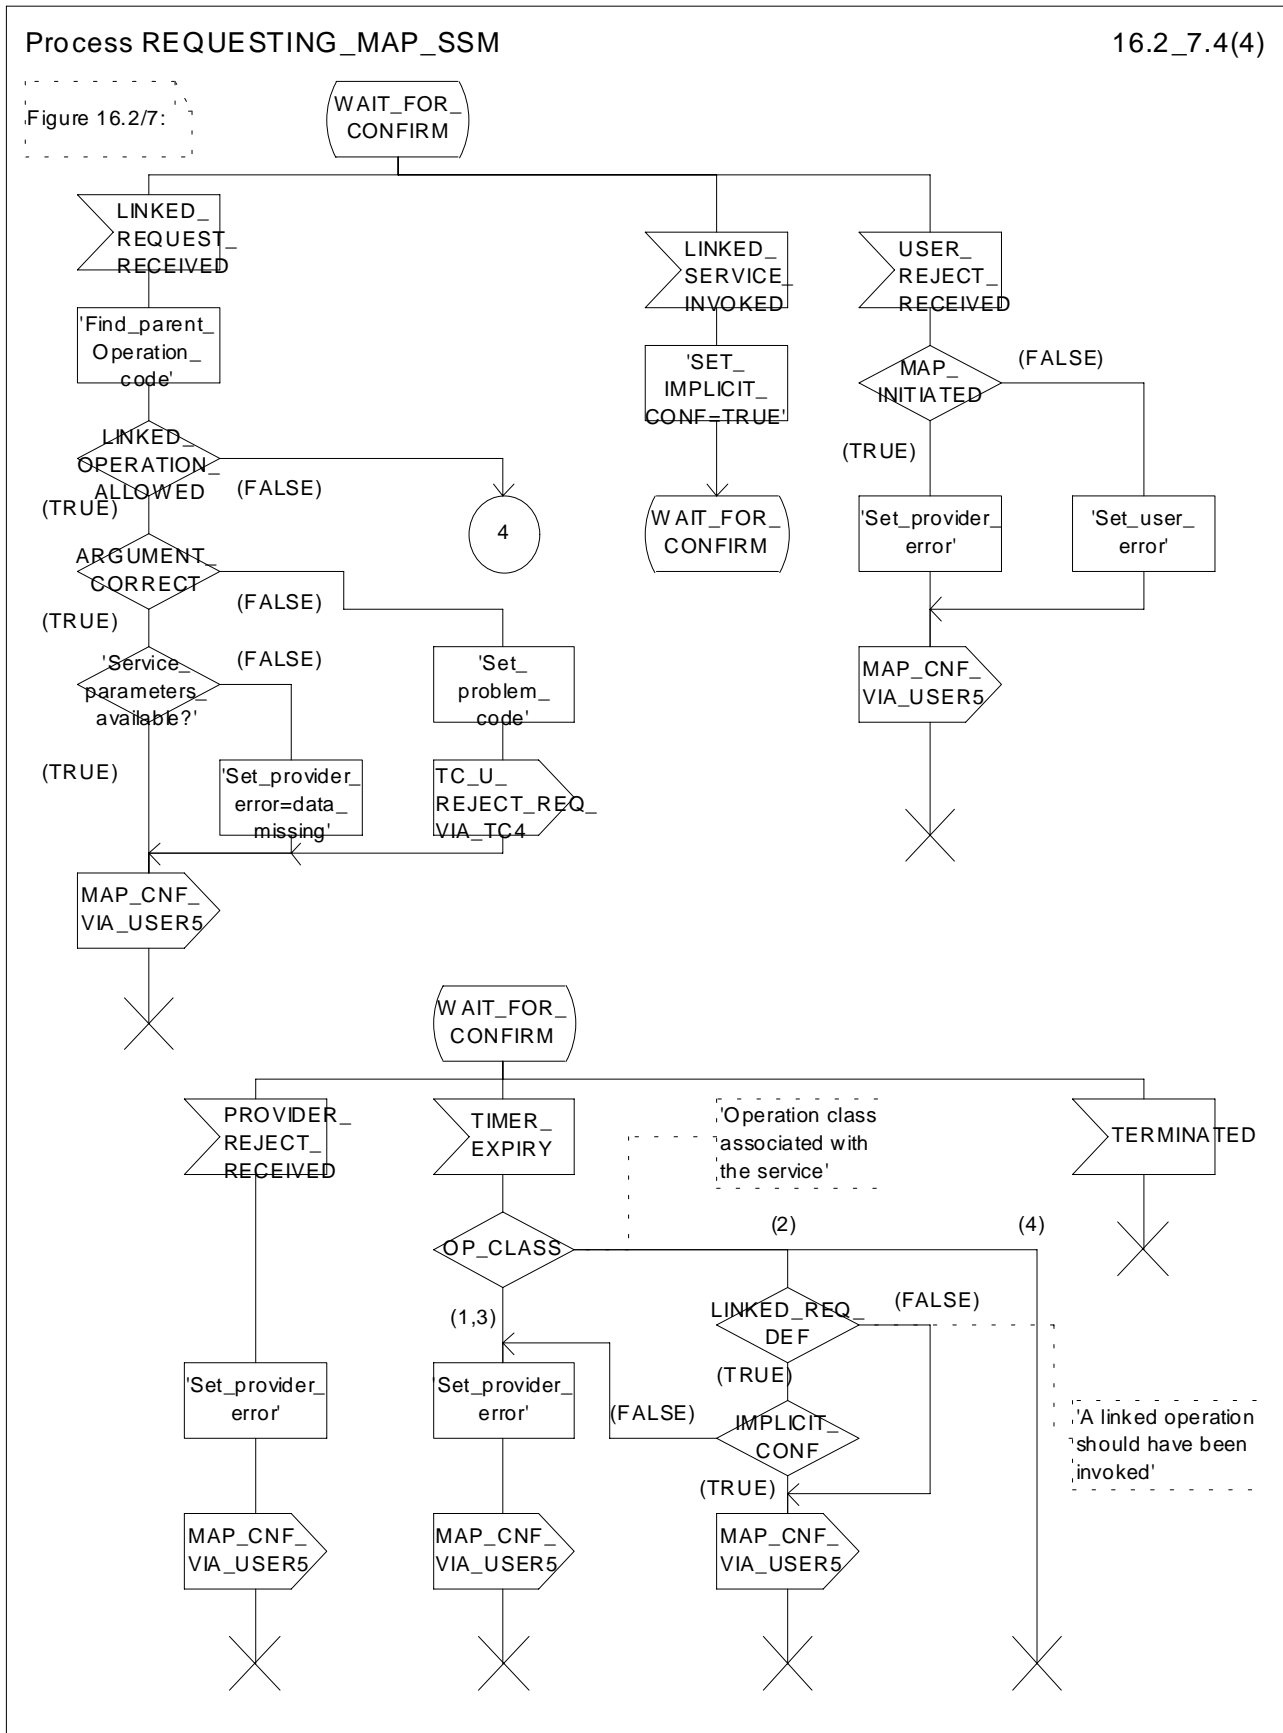 Process REQUESTING_MAP_SSM
16.2_7.4(4)
Figure 16.2/7:
WAIT_FOR_
CONFIRM
LINKED_
REQUEST_
RECEIVED
LINKED_
SERVICE_
INVOKED
USER_
REJECT_
RECEIVED
'Find_parent_
Operation_
code'
'SET_
IMPLICIT_
CONF=TRUE'
MAP_
INITIATED
(FALSE)
(TRUE)
LINKED_
OPERATION_
ALLOWED
(FALSE)
(TRUE)
4
WAIT_FOR_
CONFIRM
'Set_provider_
error'
'Set_user_
error'
ARGUMENT_
CORRECT
(FALSE)
(TRUE)
'Service_
parameters_
available?'
(FALSE)
(TRUE)
'Set_
problem_
code'
MAP_CNF_
VIA_USER5
'Set_provider_
error=data_
missing'
TC_U_
REJECT_REQ_
VIA_TC4
MAP_CNF_
VIA_USER5
WAIT_FOR_
CONFIRM
PROVIDER_
REJECT_
RECEIVED
TIMER_
EXPIRY
'Operation class
associated with
the service'
TERMINATED
OP_CLASS
(2)
(4)
(1,3)
LINKED_REQ_
DEF
(FALSE)
(TRUE)
'Set_provider_
error'
'Set_provider_
error'
(FALSE)
IMPLICIT_
CONF
(TRUE)
'A linked operation
should have been
invoked'
MAP_CNF_
VIA_USER5
MAP_CNF_
VIA_USER5
MAP_CNF_
VIA_USER5